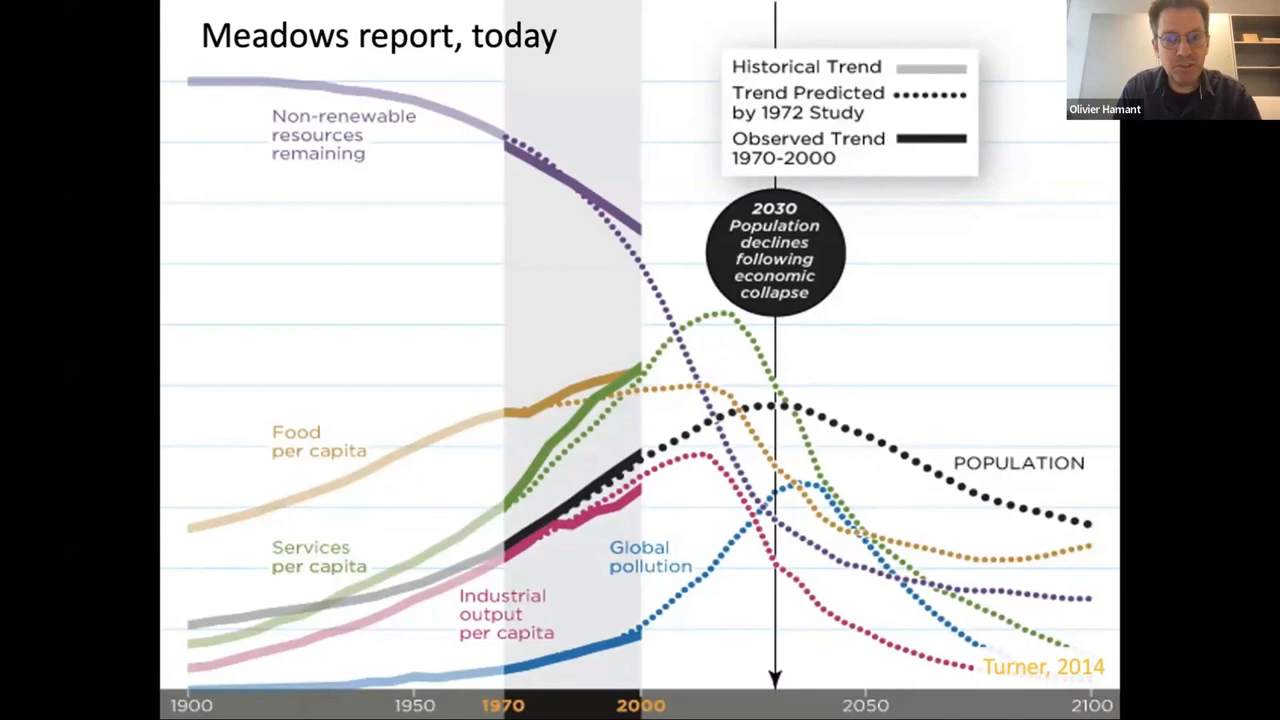 Meadows report, today
Olivier Hamant
Historical Trend
Trend Predicted
by 1972 Study
Observed Trend
1970-2000
Non-renewable
resources
remaining
2030
Population
declines
following
economic
collapse
Food
per capita
POPULATION
Services
per capita
Global
pollution
Industrial
output
per capita
Turner, 2014
1900 1950 1970 2000 2050 2100